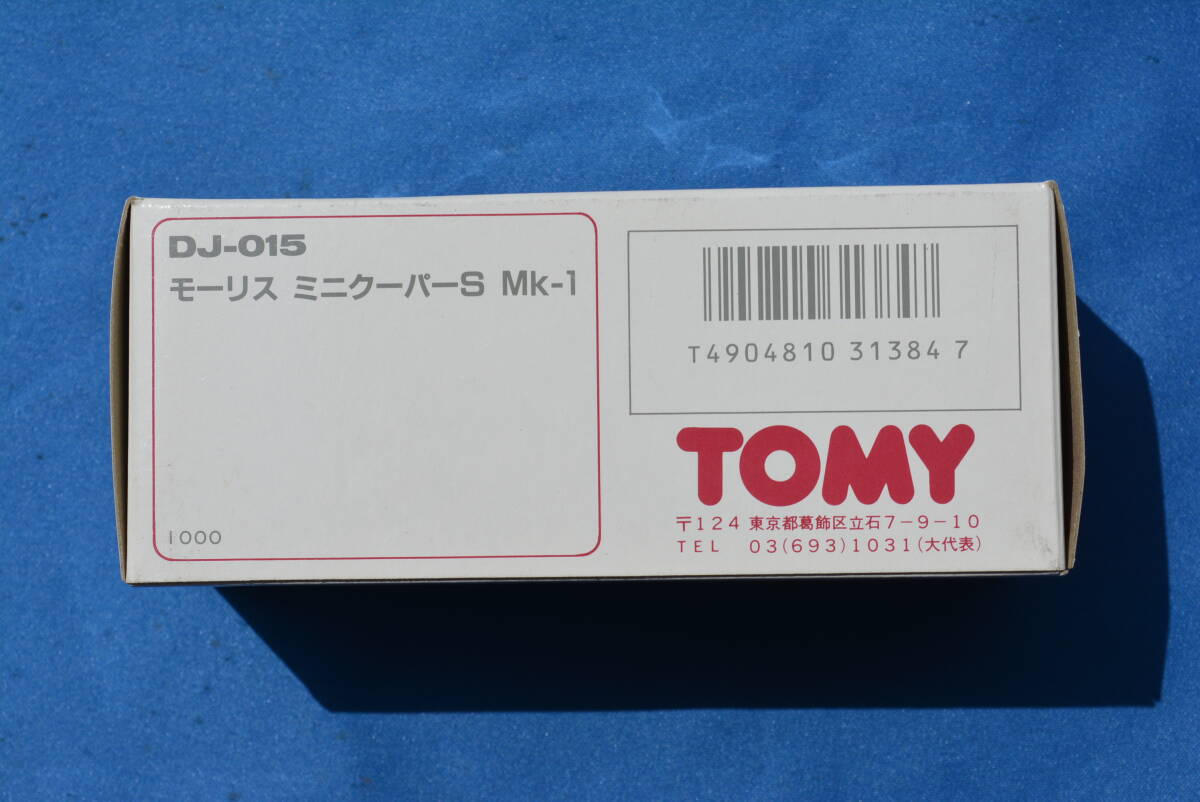 DJ-015
モーリス ミニクーパーS Mk-1
1000
T4904810 31384 7
TOMY
〒124 東京都葛飾区立石7-9-10
TEL 03(693)1031(大代表)